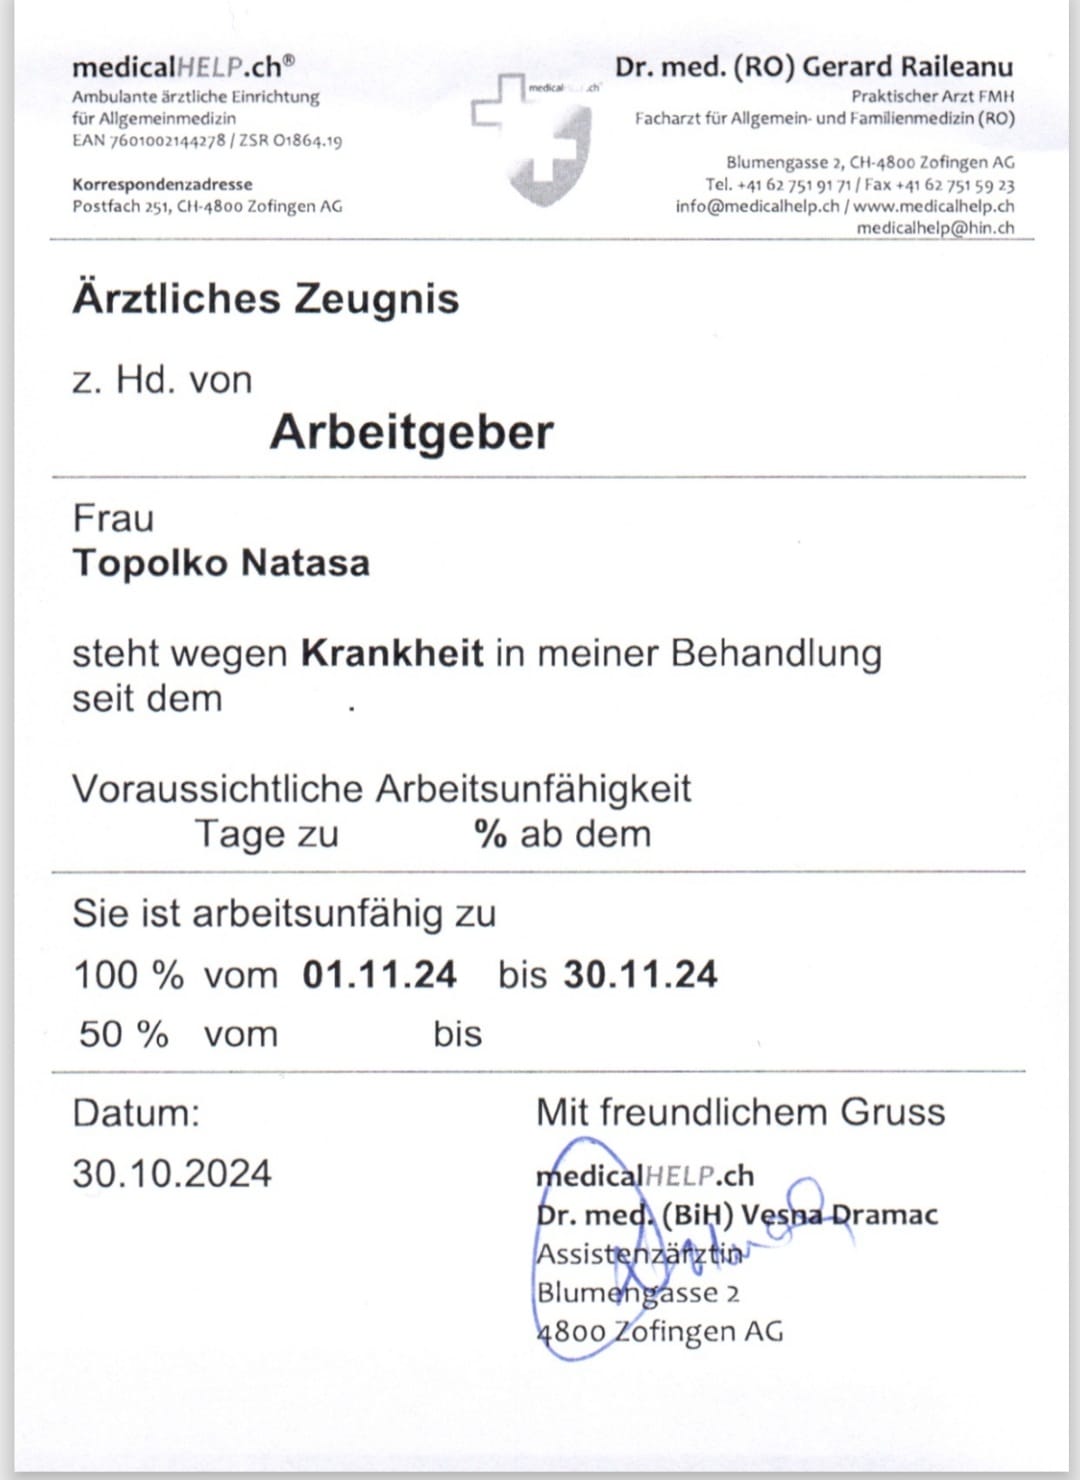 medicalHELP.ch®
Ambulante ärztliche Einrichtung
für Allgemeinmedizin
EAN 7601002144278 / ZSR O1864.19
Korrespondenzadresse
Postfach 251, CH-4800 Zofingen AG
medical ch
Dr. med. (RO) Gerard Raileanu
Praktischer Arzt FMH
Facharzt für Allgemein- und Familienmedizin (RO)
Blumengasse 2, CH-4800 Zofingen AG
Tel. +41 62 751 91 71 / Fax +41 62 751 59 23
info@medicalhelp.ch / www.medicalhelp.ch
medicalhelp@hin.ch
Ärztliches Zeugnis
z. Hd. von
Arbeitgeber
Frau
Topolko Natasa
steht wegen Krankheit in meiner Behandlung
seit dem .
Voraussichtliche Arbeitsunfähigkeit
Tage zu % ab dem
Sie ist arbeitsunfähig zu
100 % vom 01.11.24 bis 30.11.24
50 % vom bis
Datum:
30.10.2024
Mit freundlichem Gruss
medicalHELP.ch
Dr. med. (BiH) Vesna Dramac
Assistenzärztin
Blumengasse 2
4800 Zofingen AG